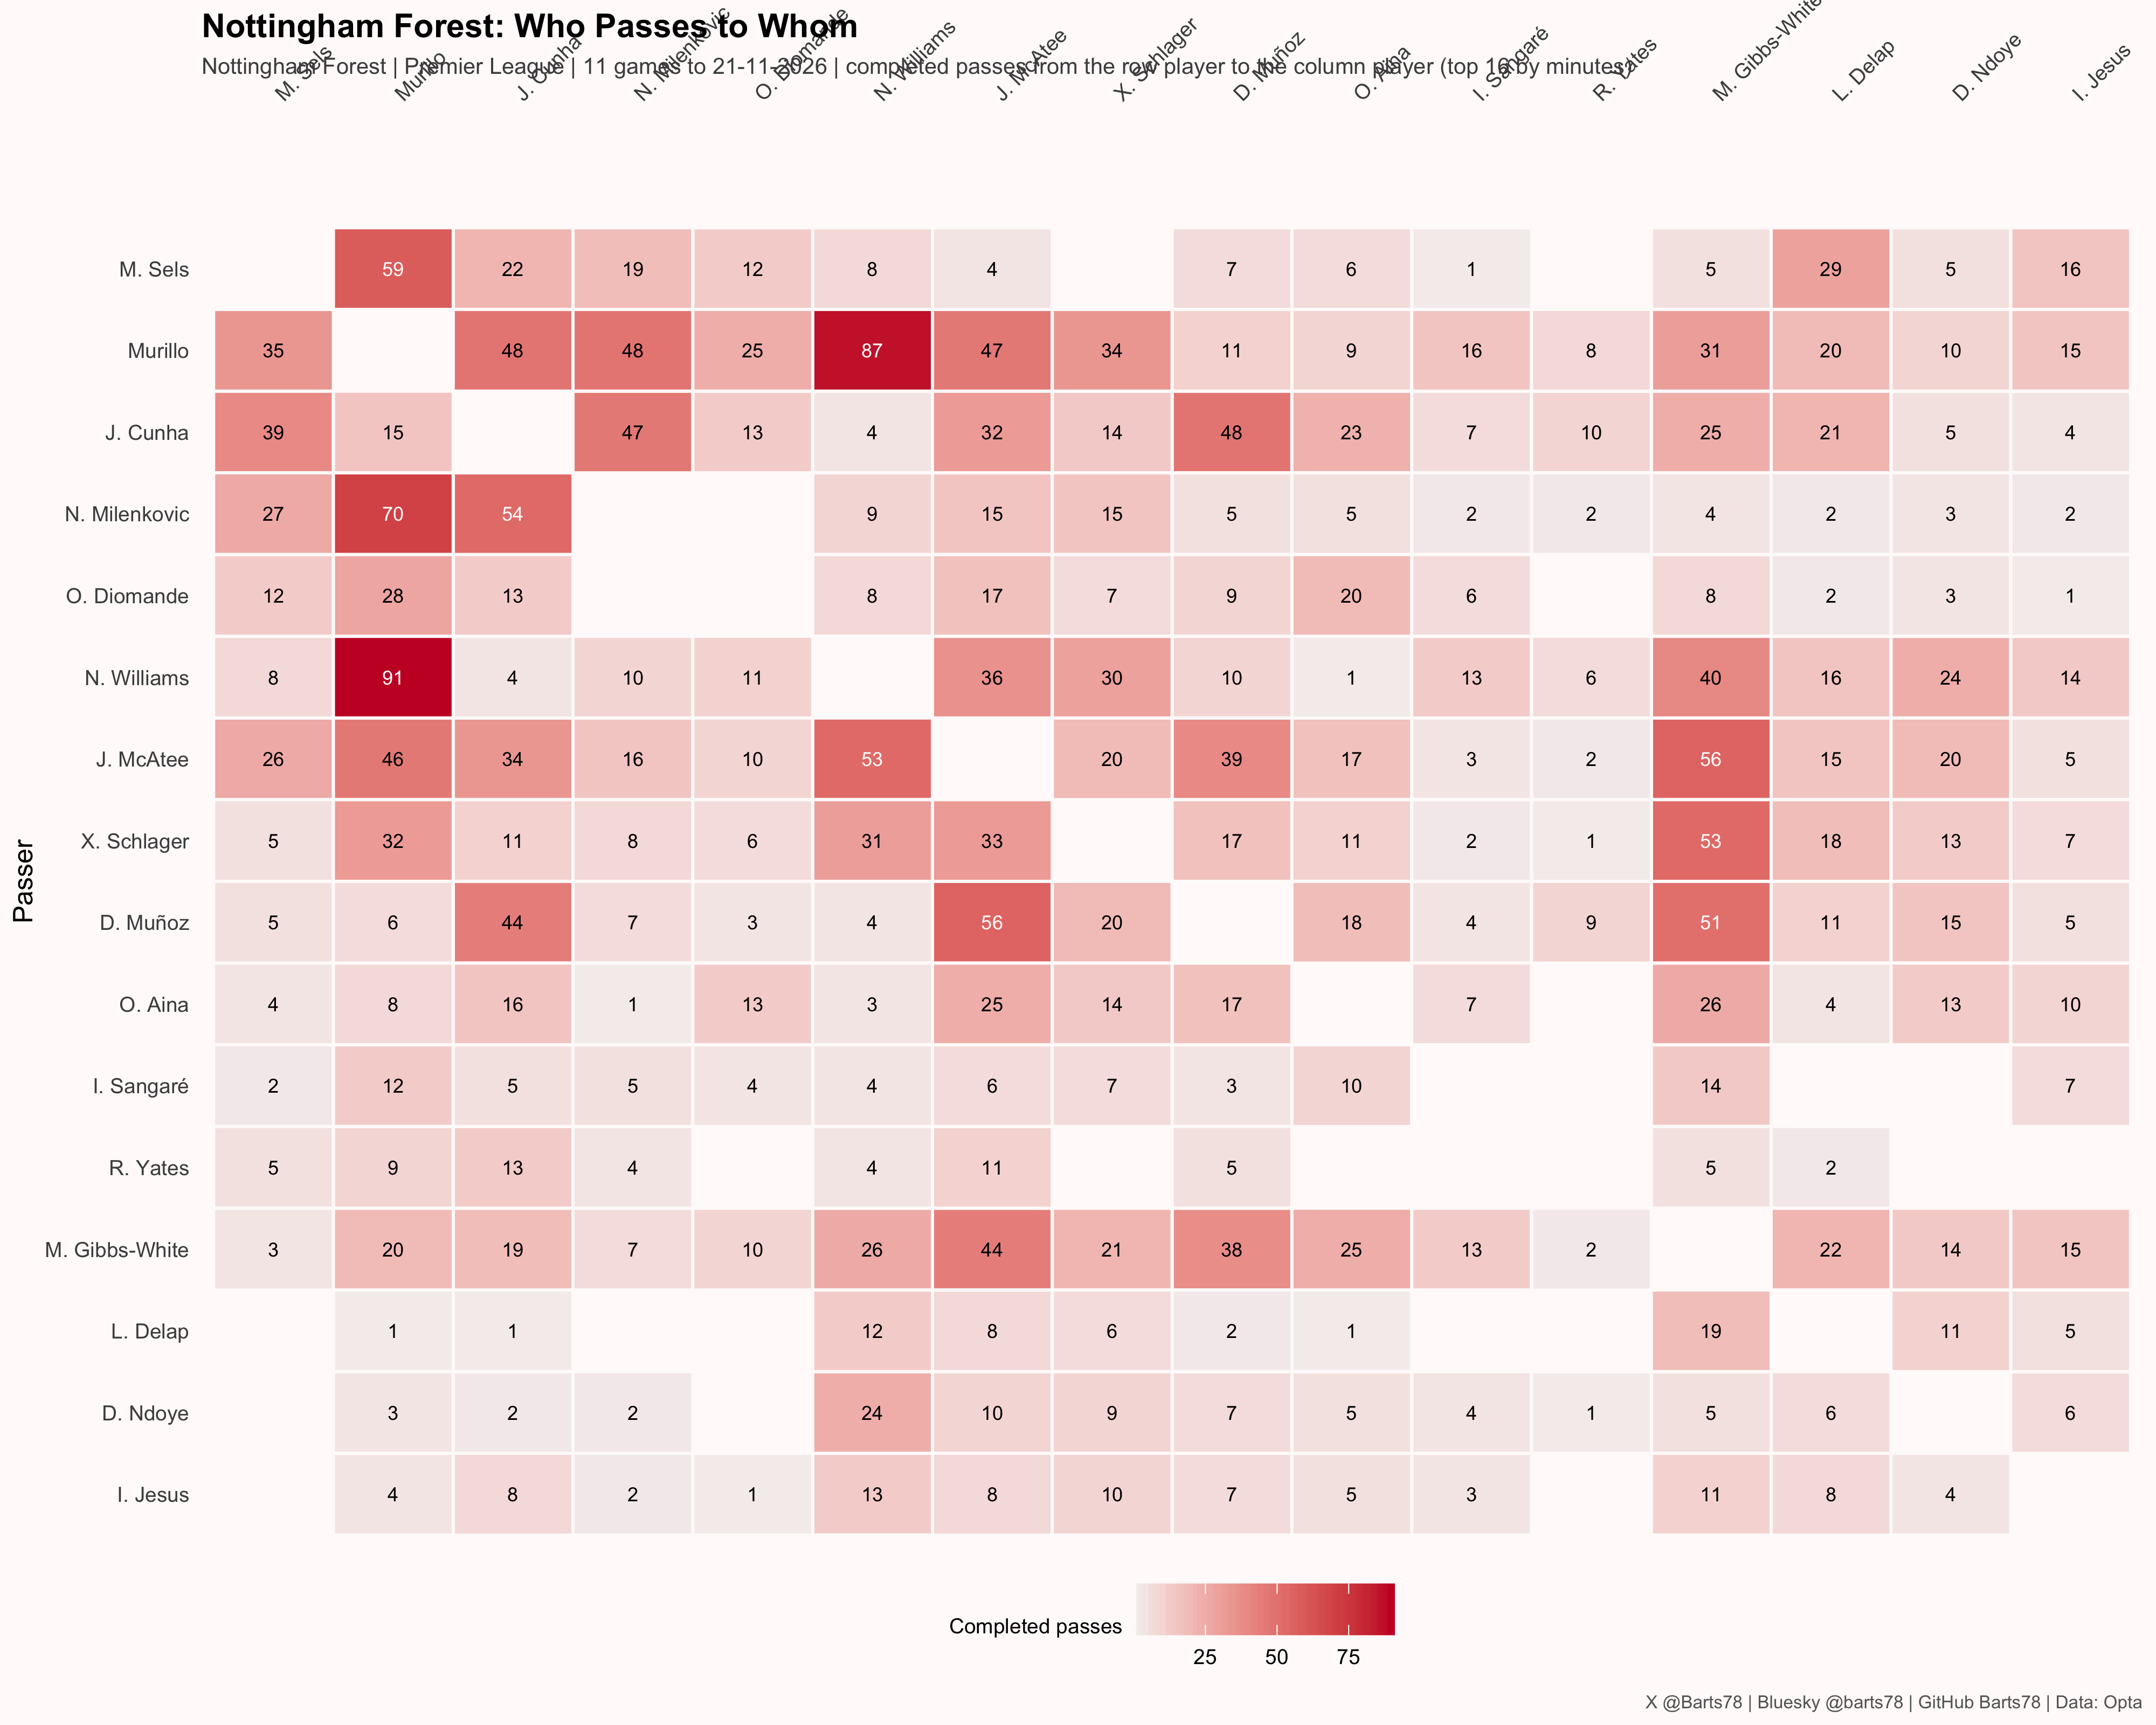 Nottingham Forest: Who Passes to Whom
Nottingham Forest | Premier League | 11 games to 21-11-2026 | completed passes from the row player to the column player (top 16 by minutes)
M. Sels Murillo J. Cunha N. Milenkovic O. Diomande N. Williams J. McAtee X. Schlager D. Muñoz O. Aina I. Sangaré R. Yates M. Gibbs-White L. Delap D. Ndoye I. Jesus
M. Sels 59 22 19 12 8 4 7 6 1 5 29 5 16
Murillo 35 48 48 25 87 47 34 11 9 16 8 31 20 10 15
J. Cunha 39 15 47 13 4 32 14 48 23 7 10 25 21 5 4
N. Milenkovic 27 70 54 9 15 15 5 5 2 2 4 2 3 2
O. Diomande 12 28 13 8 17 7 9 20 6 8 2 3 1
N. Williams 8 91 4 10 11 36 30 10 1 13 6 40 16 24 14
J. McAtee 26 46 34 16 10 53 20 39 17 3 2 56 15 20 5
X. Schlager 5 32 11 8 6 31 33 17 11 2 1 53 18 13 7
D. Muñoz 5 6 44 7 3 4 56 20 18 4 9 51 11 15 5
O. Aina 4 8 16 1 13 3 25 14 17 7 26 4 13 10
I. Sangaré 2 12 5 5 4 4 6 7 3 10 14 7
R. Yates 5 9 13 4 4 11 5 5 2
M. Gibbs-White 3 20 19 7 10 26 44 21 38 25 13 2 22 14 15
L. Delap 1 1 12 8 6 2 1 19 11 5
D. Ndoye 3 2 2 24 10 9 7 5 4 1 5 6 6
I. Jesus 4 8 2 1 13 8 10 7 5 3 11 8 4
Passer
Completed passes
25 50 75
X @Barts78 | Bluesky @barts78 | GitHub Barts78 | Data: Opta